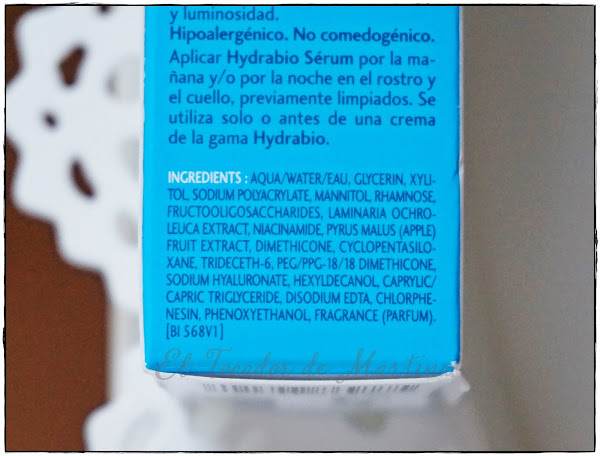 y luminosidad.
Hipoalergénico. No comedogénico.
Aplicar Hydrabio Sérum por la ma-
ñana y/o por la noche en el rostro y
el cuello, previamente limpiados. Se
utiliza solo o antes de una crema
de la gama Hydrabio.
INGREDIENTS : AQUA/WATER/EAU, GLYCERIN, XYLI-
TOL, SODIUM POLYACRYLATE, MANNITOL, RHAMNOSE,
FRUCTOOLIGOSACCHARIDES, LAMINARIA OCHRO-
LEUCA EXTRACT, NIACINAMIDE, PYRUS MALUS (APPLE)
FRUIT EXTRACT, DIMETHICONE, CYCLOPENTASILO-
XANE, TRIDECETH-6, PEG/PPG-18/18 DIMETHICONE,
SODIUM HYALURONATE, HEXYLDECANOL, CAPRYLIC/
CAPRIC TRIGLYCERIDE, DISODIUM EDTA, CHLORPHE-
NESIN, PHENOXYETHANOL, FRAGRANCE (PARFUM).
[BI 568V1]
El Tocador de Martina